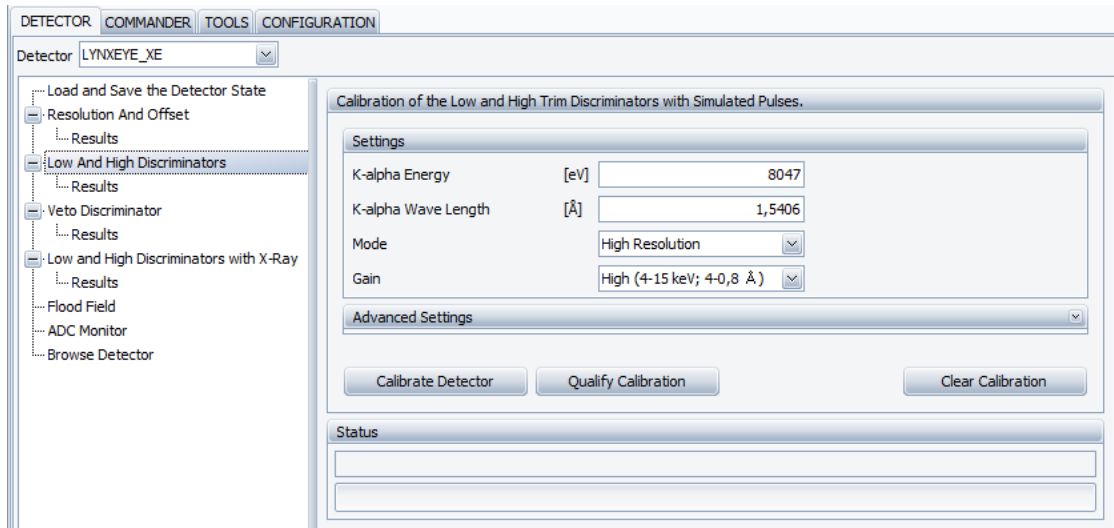 DETECTOR COMMANDER TOOLS CONFIGURATION
Detector LYNXEYE_XE
Load and Save the Detector State
Resolution And Offset
Results
Low And High Discriminators
Results
Veto Discriminator
Results
Low and High Discriminators with X-Ray
Results
Flood Field
ADC Monitor
Browse Detector
Calibration of the Low and High Trim Discriminators with Simulated Pulses.
Settings
K-alpha Energy [eV] 8047
K-alpha Wave Length [Å] 1,5406
Mode High Resolution
Gain High (4-15 keV; 4-0,8 Å)
Advanced Settings
Calibrate Detector Qualify Calibration Clear Calibration
Status